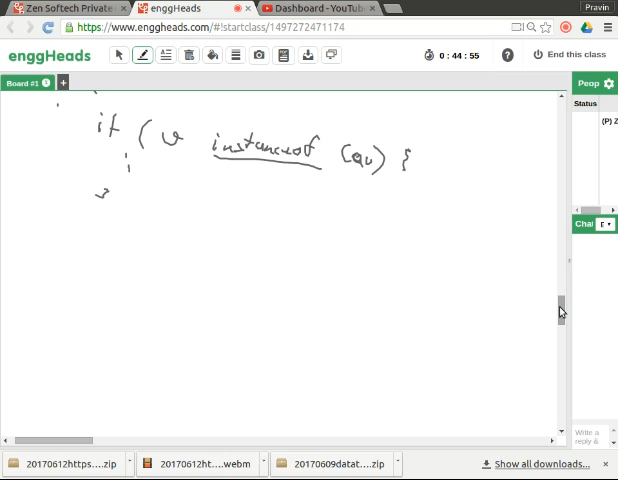 Zen Softech Private
enggHeads
Dashboard - YouTube
Pravin
https://www.enggheads.com/#!startclass/1497272471174
enggHeads
PDF
0 : 44 : 55
?
End this class
Board #1
+
Peop
Status
(P) Z
if ( v instanceof Car) {
}
Chat
E
Write a
reply &
20170612https....zip
20170612ht....webm
20170609datat....zip
Show all downloads...